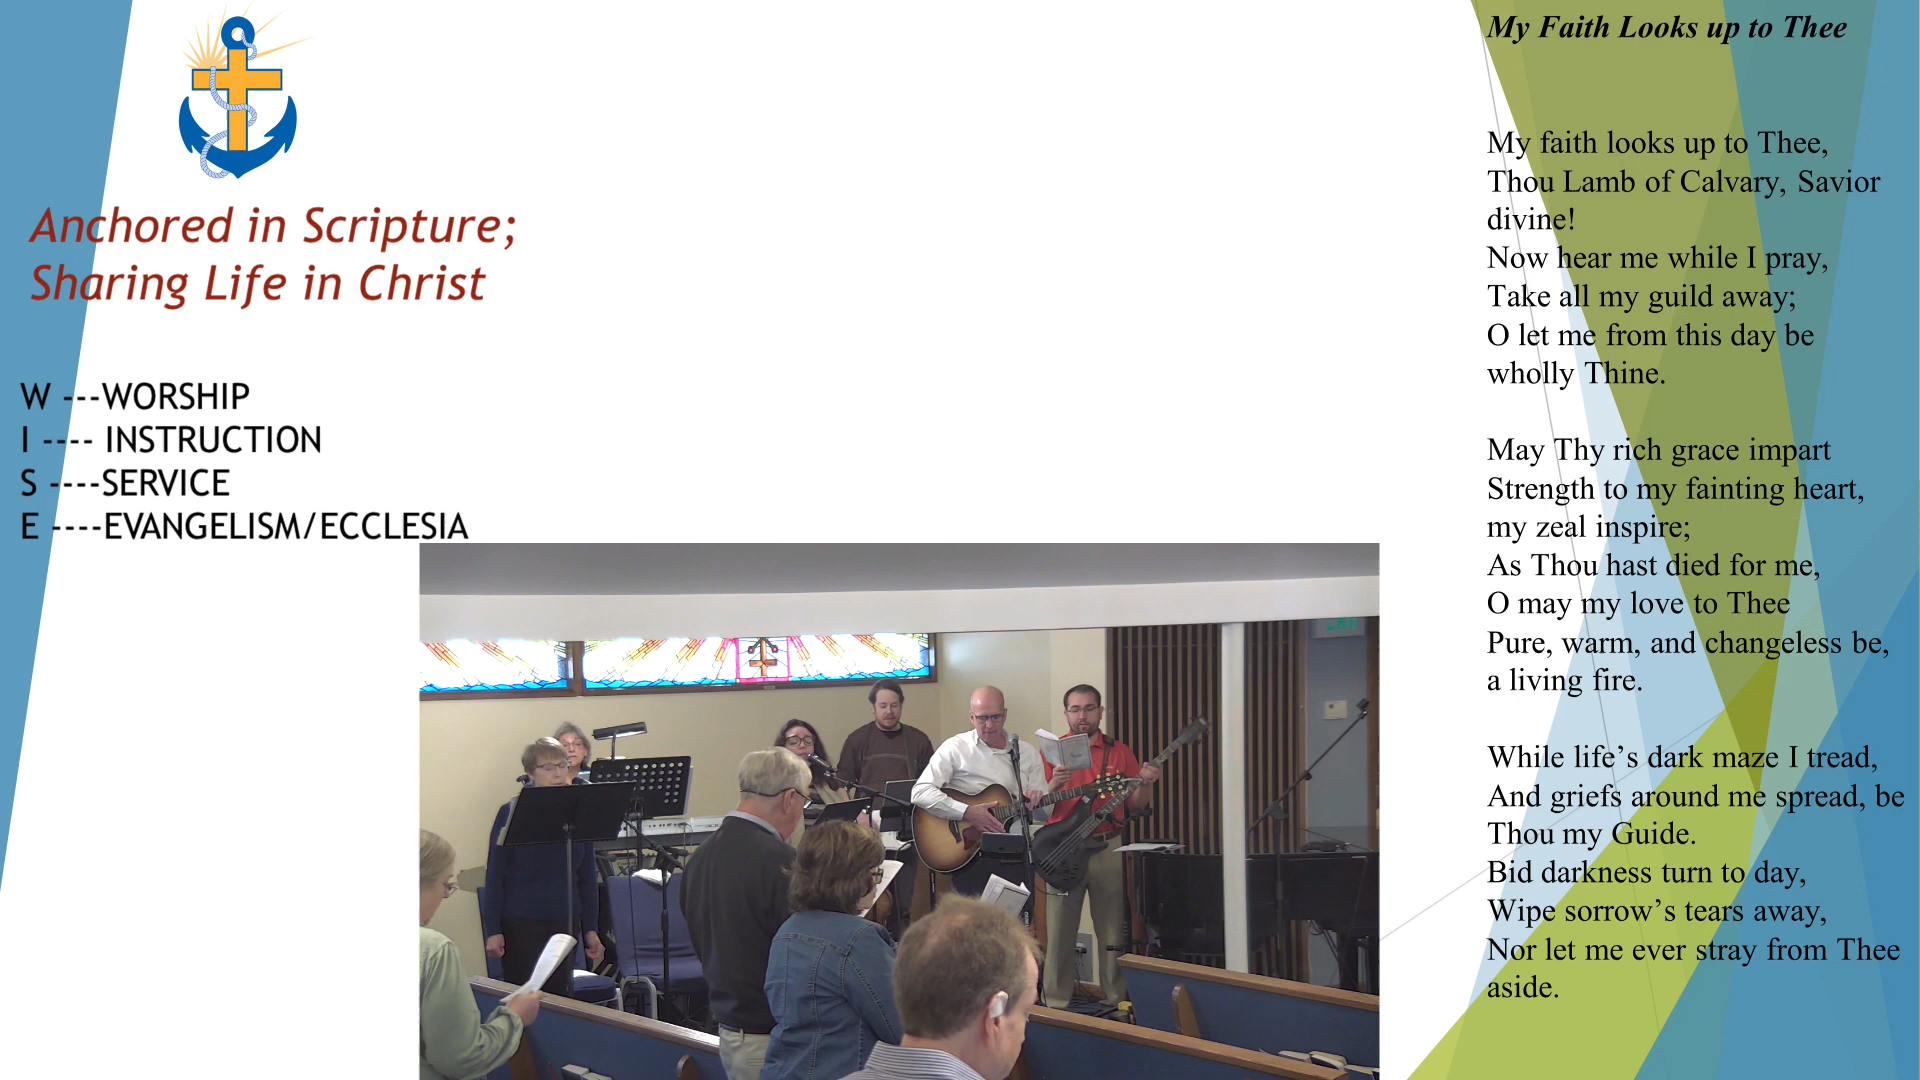 Anchored in Scripture;
Sharing Life in Christ
W ---WORSHIP
I ---- INSTRUCTION
S ----SERVICE
E ----EVANGELISM/ECCLESIA
My Faith Looks up to Thee
My faith looks up to Thee,
Thou Lamb of Calvary, Savior
divine!
Now hear me while I pray,
Take all my guild away;
O let me from this day be
wholly Thine.
May Thy rich grace impart
Strength to my fainting heart,
my zeal inspire;
As Thou hast died for me,
O may my love to Thee
Pure, warm, and changeless be,
a living fire.
While life’s dark maze I tread,
And griefs around me spread, be
Thou my Guide.
Bid darkness turn to day,
Wipe sorrow’s tears away,
Nor let me ever stray from Thee
aside.